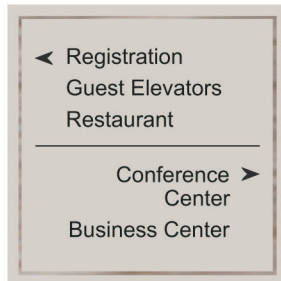 Registration
Guest Elevators
Restaurant
Conference
Center
Business Center